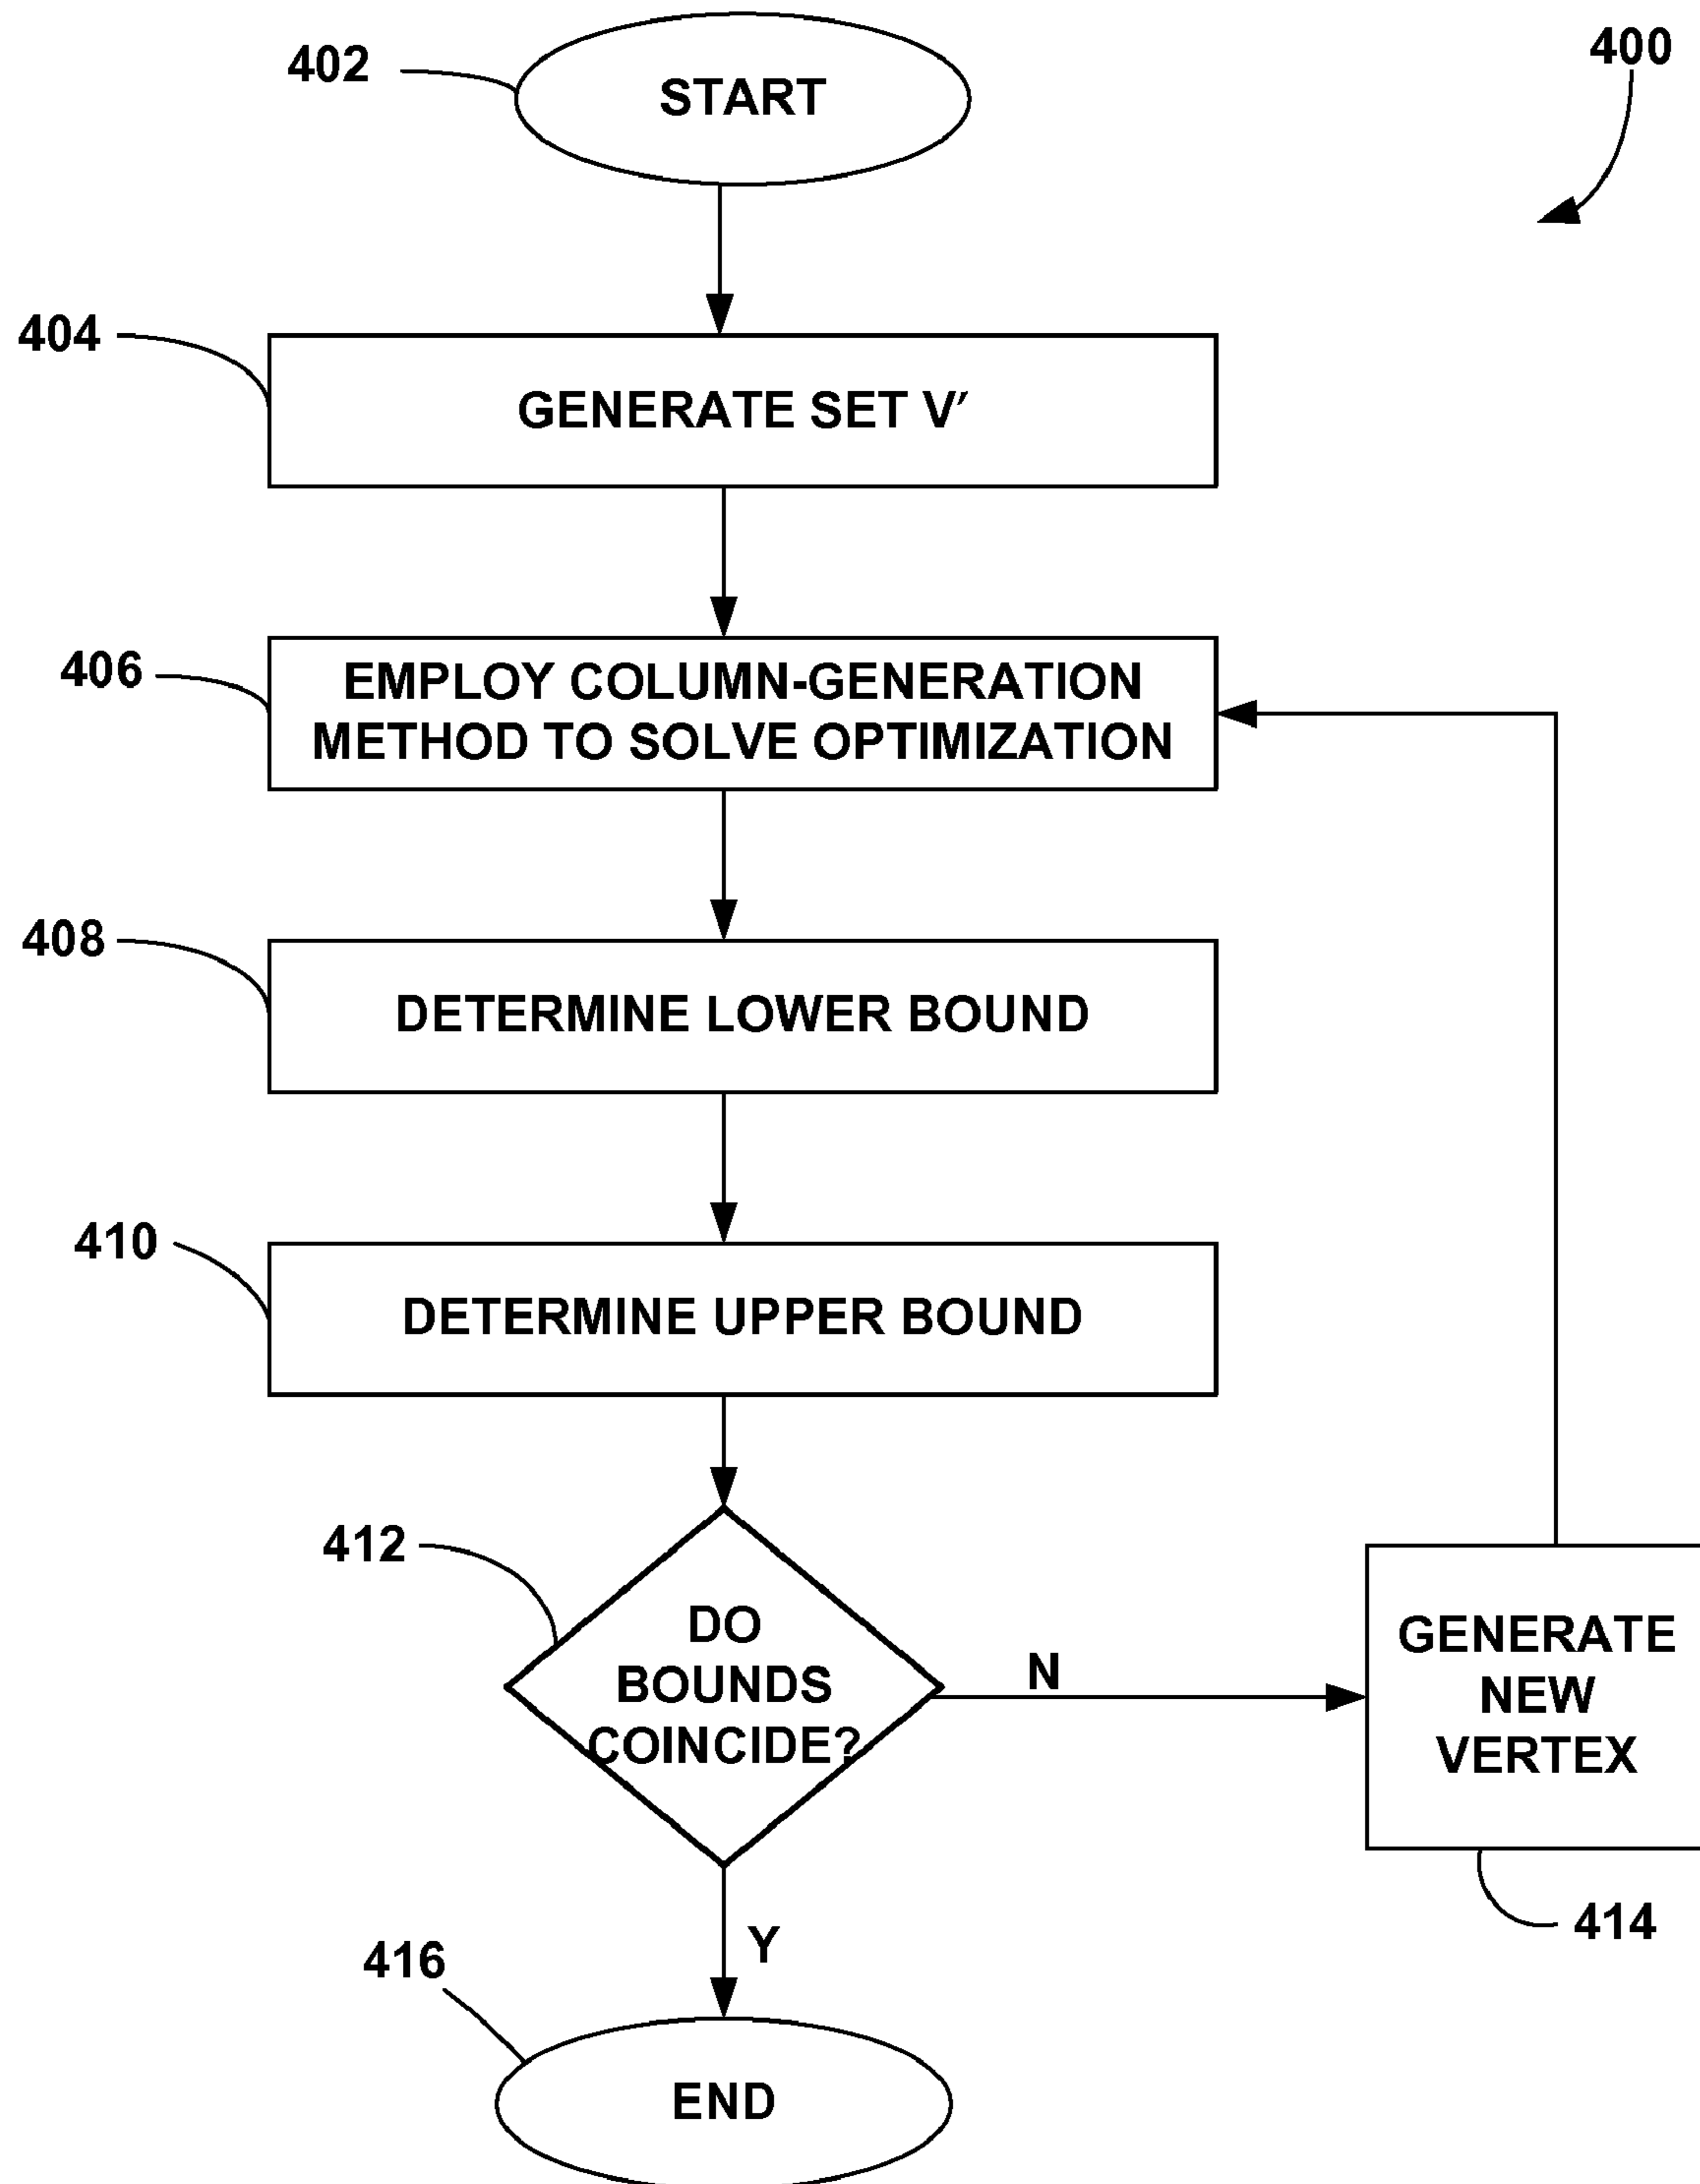 402
START
400
404
GENERATE SET V′
406
EMPLOY COLUMN-GENERATION
METHOD TO SOLVE OPTIMIZATION
408
DETERMINE LOWER BOUND
410
DETERMINE UPPER BOUND
412
DO
BOUNDS
COINCIDE?
N
GENERATE
NEW
VERTEX
414
Y
416
END